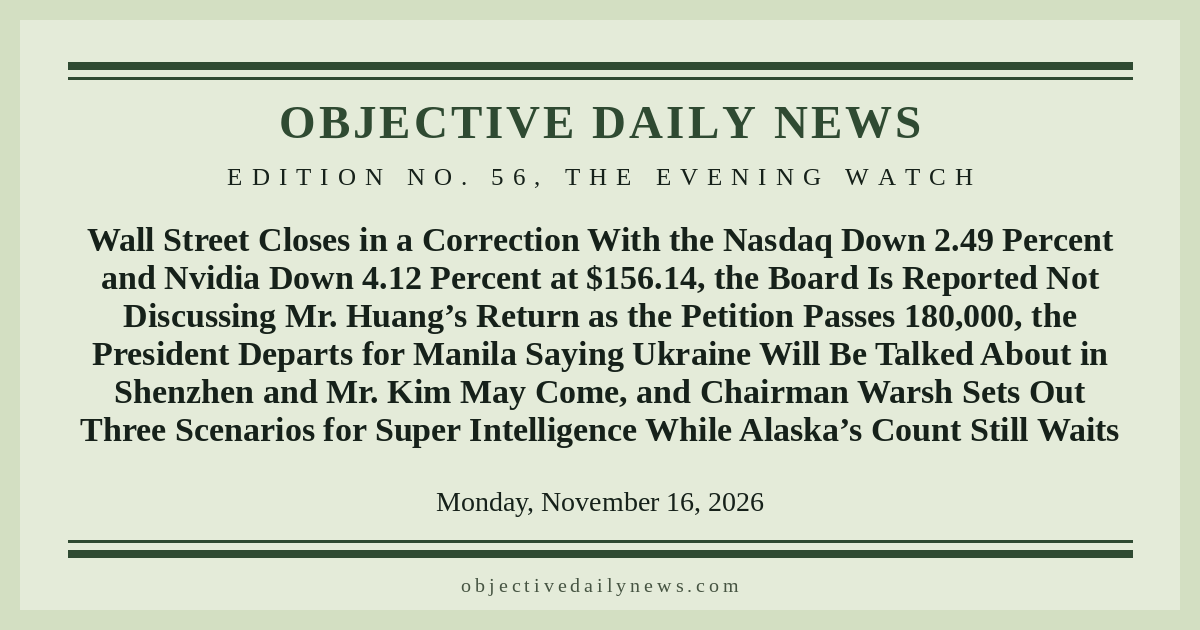 OBJECTIVE DAILY NEWS
EDITION NO. 56, THE EVENING WATCH
Wall Street Closes in a Correction With the Nasdaq Down 2.49 Percent
and Nvidia Down 4.12 Percent at $156.14, the Board Is Reported Not
Discussing Mr. Huang’s Return as the Petition Passes 180,000, the
President Departs for Manila Saying Ukraine Will Be Talked About in
Shenzhen and Mr. Kim May Come, and Chairman Warsh Sets Out
Three Scenarios for Super Intelligence While Alaska’s Count Still Waits
Monday, November 16, 2026
objectivedailynews.com